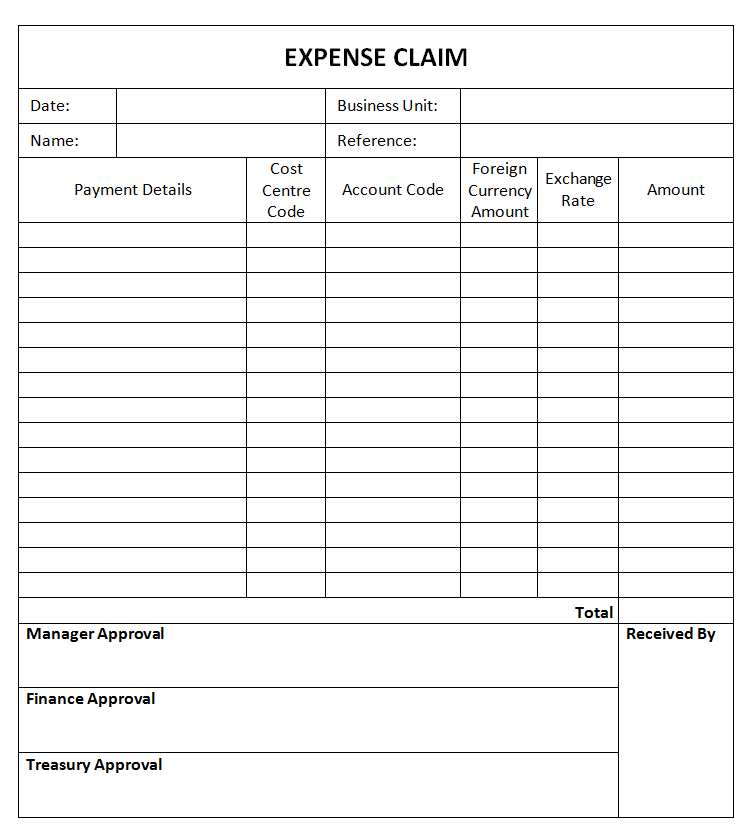 EXPENSE CLAIM
Date: Business Unit:
Name: Reference:
Payment Details Cost Centre Code Account Code Foreign Currency Amount Exchange Rate Amount
Total
Manager Approval Received By
Finance Approval
Treasury Approval